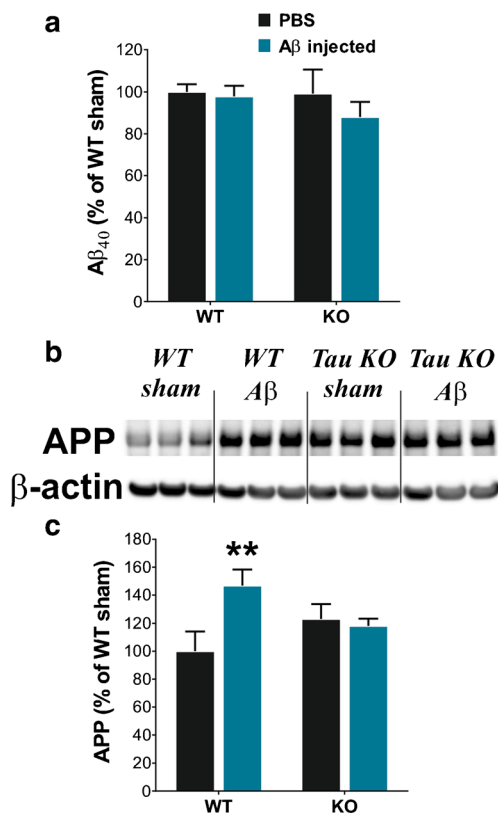 a
PBS
Aβ injected
Aβ40 (% of WT sham)
120
100
80
60
40
20
0
WT KO
b
WT sham
WT Aβ
Tau KO sham
Tau KO Aβ
APP
β-actin
c
APP (% of WT sham)
180
160
140
120
100
80
60
40
20
0
**
WT KO